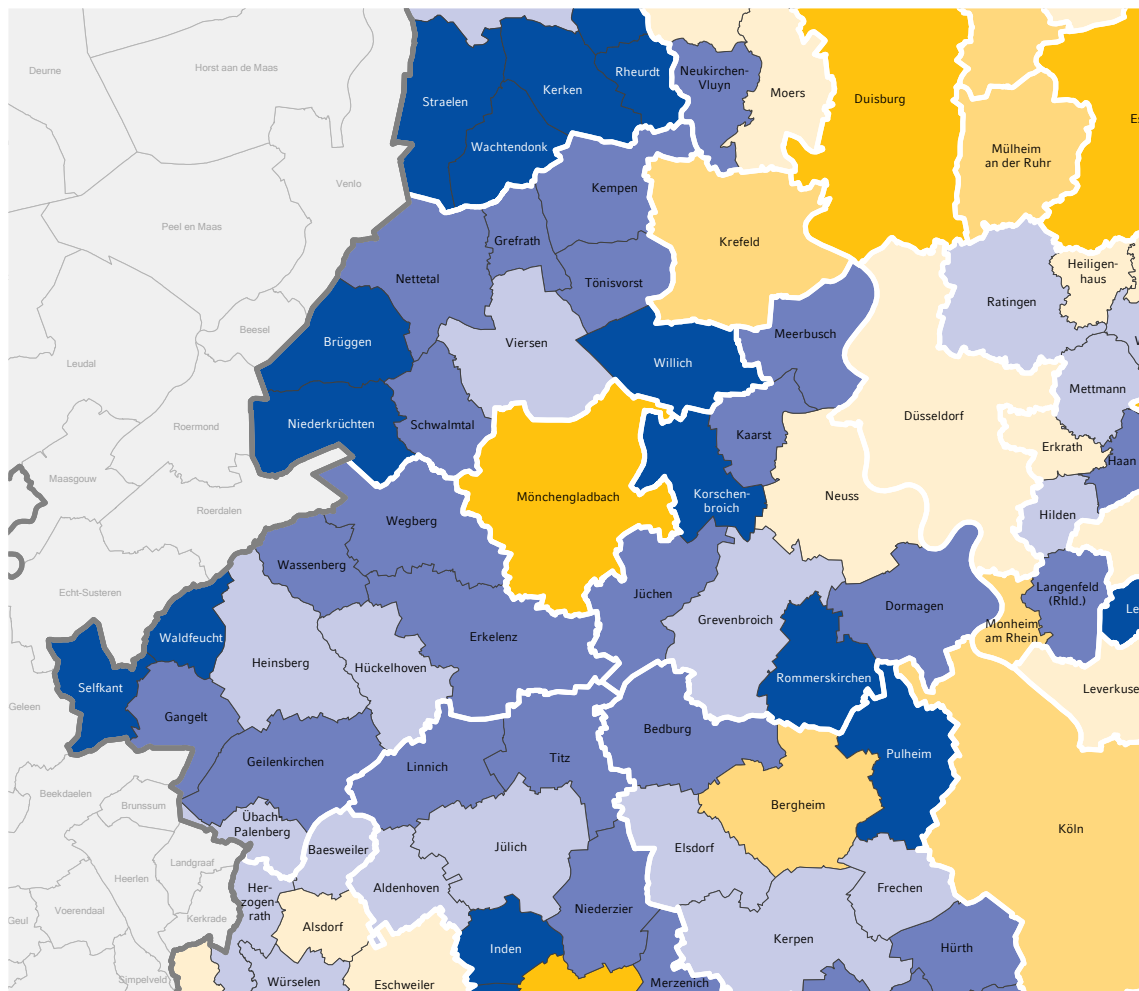 Deurne
Horst aan de Maas
Straelen
Kerken
Rheurdt
Neukirchen-
Vluyn
Moers
Duisburg
Wachtendonk
Mülheim
an der Ruhr
Venlo
Kempen
Peel en Maas
Grefrath
Krefeld
Nettetal
Tönisvorst
Heiligen-
haus
Ratingen
Beesel
Brüggen
Viersen
Meerbusch
Willich
Leudal
Mettmann
Roermond
Niederkrüchten
Schwalmtal
Kaarst
Düsseldorf
Erkrath
Haan
Maasgouw
Mönchengladbach
Korschen-
broich
Neuss
Roerdalen
Wegberg
Hilden
Wassenberg
Echt-Susteren
Jüchen
Dormagen
Langenfeld
(Rhld.)
Le
Waldfeucht
Erkelenz
Grevenbroich
Monheim
am Rhein
Heinsberg
Hückelhoven
Selfkant
Rommerskirchen
Leverkuse
Geleen
Gangelt
Bedburg
Pulheim
Geilenkirchen
Linnich
Titz
Beekdaelen
Brunssum
Bergheim
Übach-
Palenberg
Köln
Baesweiler
Jülich
Elsdorf
Landgraaf
Heerlen
Her-
zogen-
rath
Aldenhoven
Frechen
Voerendaal
Kerkrade
Alsdorf
Niederzier
Kerpen
Inden
Hürth
Simpelveld
Würselen
Eschweiler
Merzenich